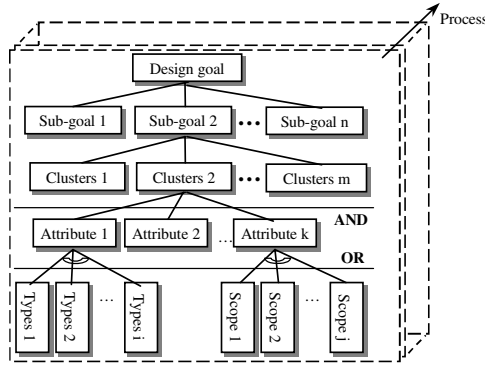 Process
Design goal
Sub-goal 1 Sub-goal 2 ••• Sub-goal n
Clusters 1 Clusters 2 ••• Clusters m
AND
Attribute 1 Attribute 2 ... Attribute k
OR
Types 1 Types 2 ... Types i Scope 1 Scope 2 ... Scope j